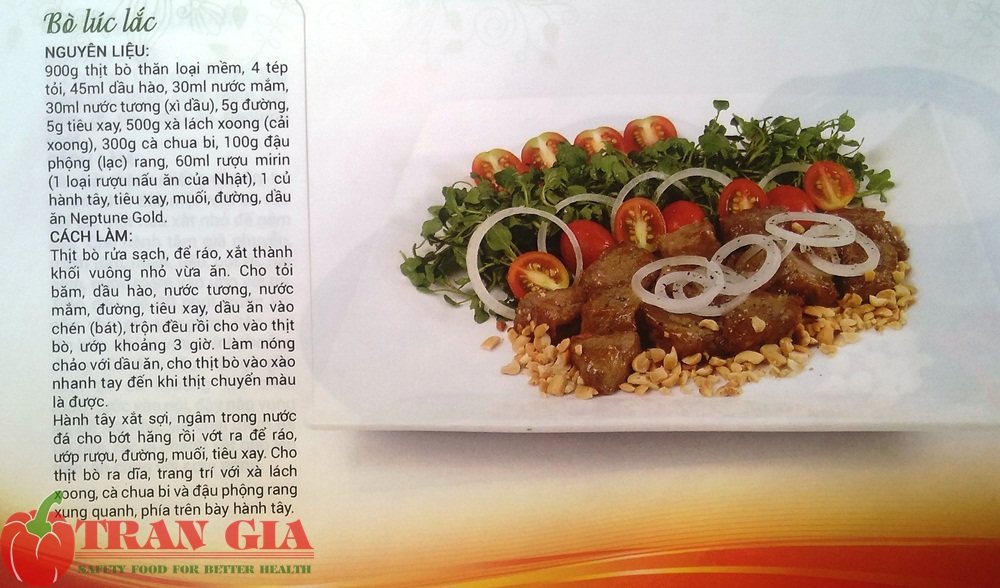 Bò lúc lắc
NGUYÊN LIỆU:
900g thịt bò thăn loại mềm, 4 tép
tỏi, 45ml dầu hào, 30ml nước mắm,
30ml nước tương (xì dầu), 5g đường,
5g tiêu xay, 500g xà lách xoong (cải
xoong), 300g cà chua bi, 100g đậu
phộng (lạc) rang, 60ml rượu mirin
(1 loại rượu nấu ăn của Nhật), 1 củ
hành tây, tiêu xay, muối, đường, dầu
ăn Neptune Gold.
CÁCH LÀM:
Thịt bò rửa sạch, để ráo, xắt thành
khối vuông nhỏ vừa ăn. Cho tỏi
băm, dầu hào, nước tương, nước
mắm, đường, tiêu xay, dầu ăn vào
chén (bát), trộn đều rồi cho vào thịt
bò, ướp khoảng 3 giờ. Làm nóng
chảo với dầu ăn, cho thịt bò vào xào
nhanh tay đến khi thịt chuyển màu
là được.
Hành tây xắt sợi, ngâm trong nước
đá cho bớt hăng rồi vớt ra để ráo,
ướp rượu, đường, muối, tiêu xay. Cho
thịt bò ra dĩa, trang trí với xà lách
xoong, cà chua bi và đậu phộng rang
xung quanh, phía trên bày hành tây.
TRAN GIA
SAFETY FOOD FOR BETTER HEALTH